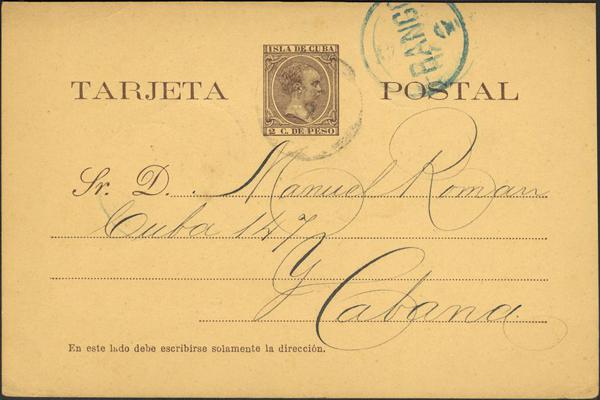 ISLA DE CUBA
TARJETA POSTAL
2 C. DE PESO
Sr. D. Manuel Roman
Cuba 147
Y
Habana
En este lado debe escribirse solamente la dirección.